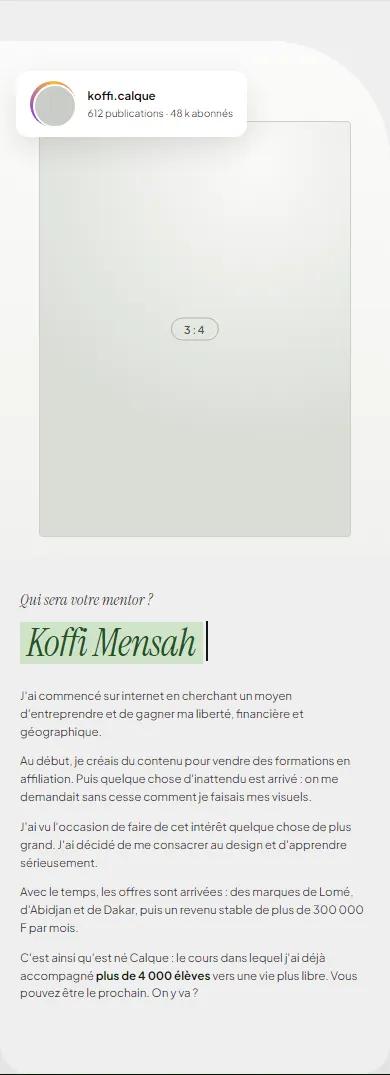 koffi.calque
612 publications · 48 k abonnés
3 : 4
Qui sera votre mentor ?
Koffi Mensah
J'ai commencé sur internet en cherchant un moyen
d'entreprendre et de gagner ma liberté, financière et
géographique.
Au début, je créais du contenu pour vendre des formations en
affiliation. Puis quelque chose d'inattendu est arrivé : on me
demandait sans cesse comment je faisais mes visuels.
J'ai vu l'occasion de faire de cet intérêt quelque chose de plus
grand. J'ai décidé de me consacrer au design et d'apprendre
sérieusement.
Avec le temps, les offres sont arrivées : des marques de Lomé,
d'Abidjan et de Dakar, puis un revenu stable de plus de 300 000
F par mois.
C'est ainsi qu'est né Calque : le cours dans lequel j'ai déjà
accompagné plus de 4 000 élèves vers une vie plus libre. Vous
pouvez être le prochain. On y va ?